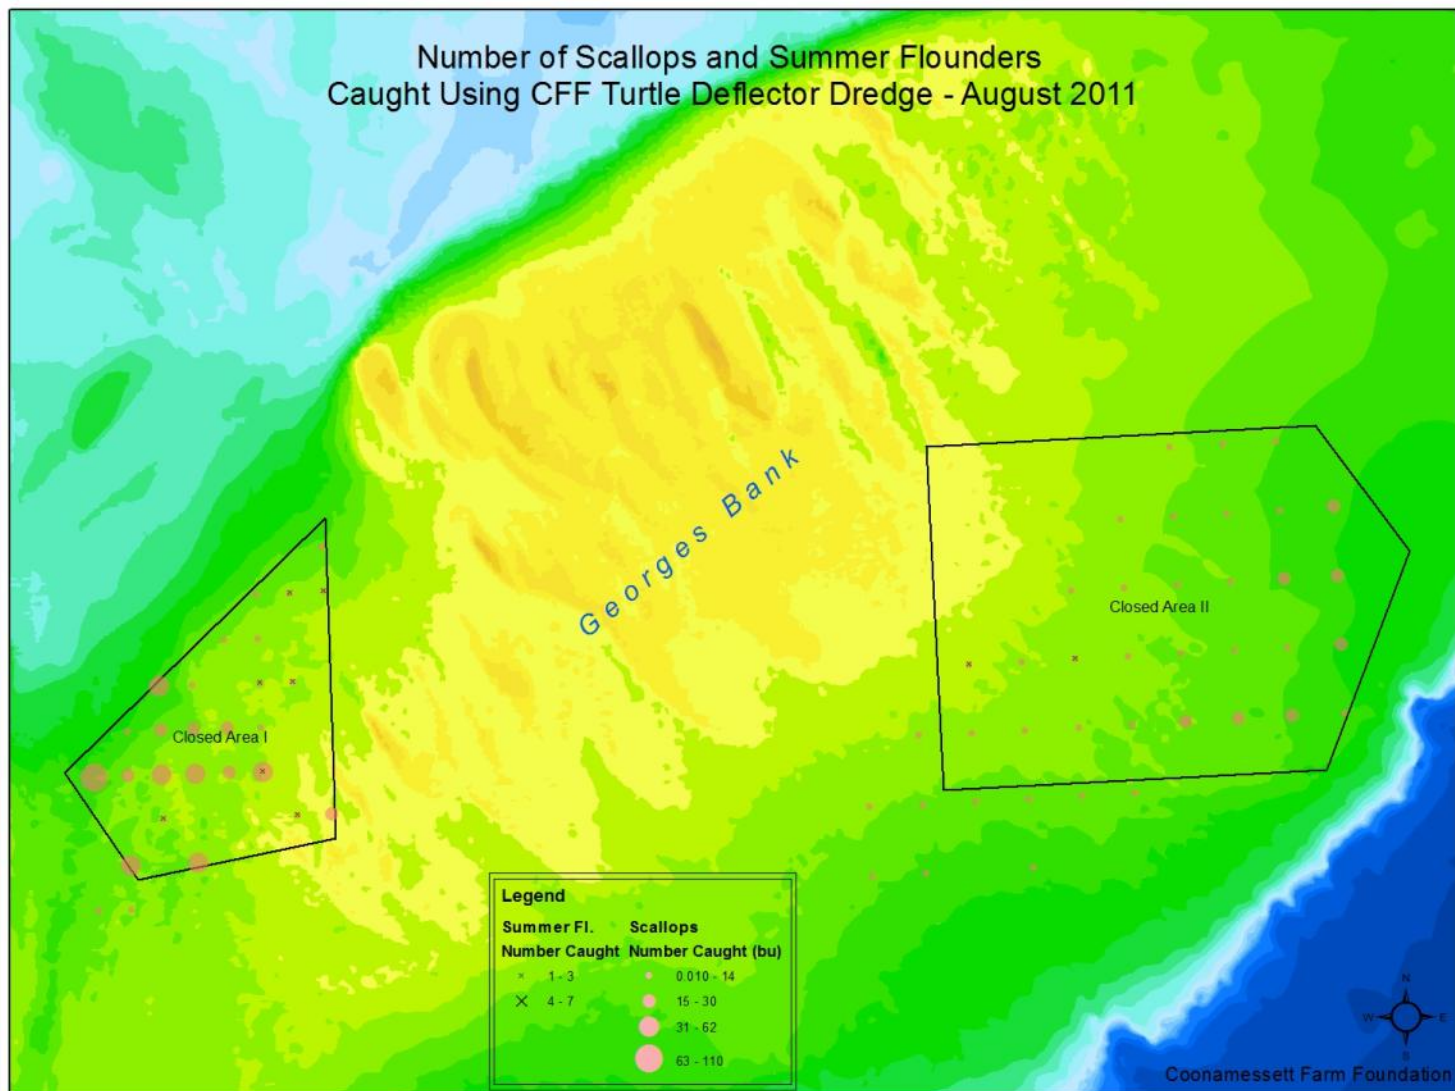 Number of Scallops and Summer Flounders
Caught Using CFF Turtle Deflector Dredge - August 2011
Georges Bank
Closed Area II
Closed Area I
Legend
Summer Fl. Scallops
Number Caught Number Caught (bu)
1 - 3 0.010 - 14
4 - 7 15 - 30
31 - 62
63 - 110
N
W E
S
Coonamessett Farm Foundation